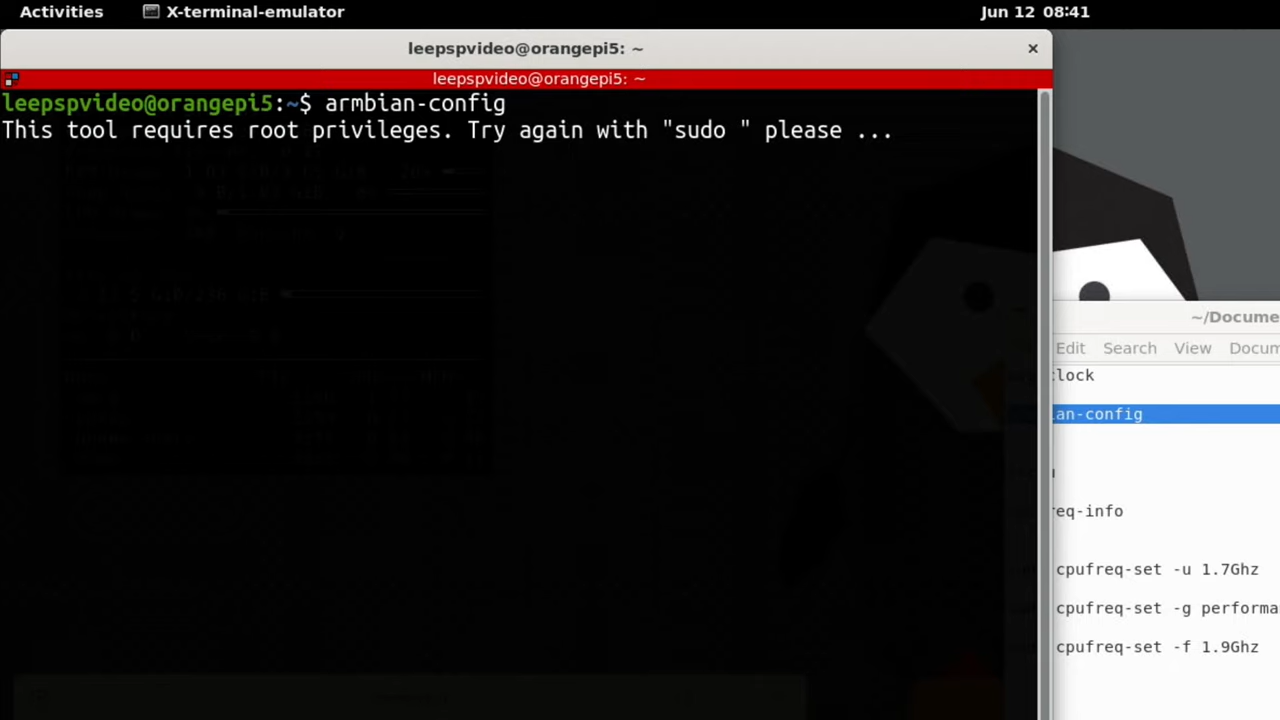 Activities X-terminal-emulator Jun 12 08:41
leepspvideo@orangepi5: ~ ×
leepspvideo@orangepi5: ~
leepspvideo@orangepi5:~$ armbian-config
This tool requires root privileges. Try again with "sudo " please ...
~/Docume
Edit Search View Docum
clock
an-config
eq-info
cpufreq-set -u 1.7Ghz
cpufreq-set -g performa
cpufreq-set -f 1.9Ghz